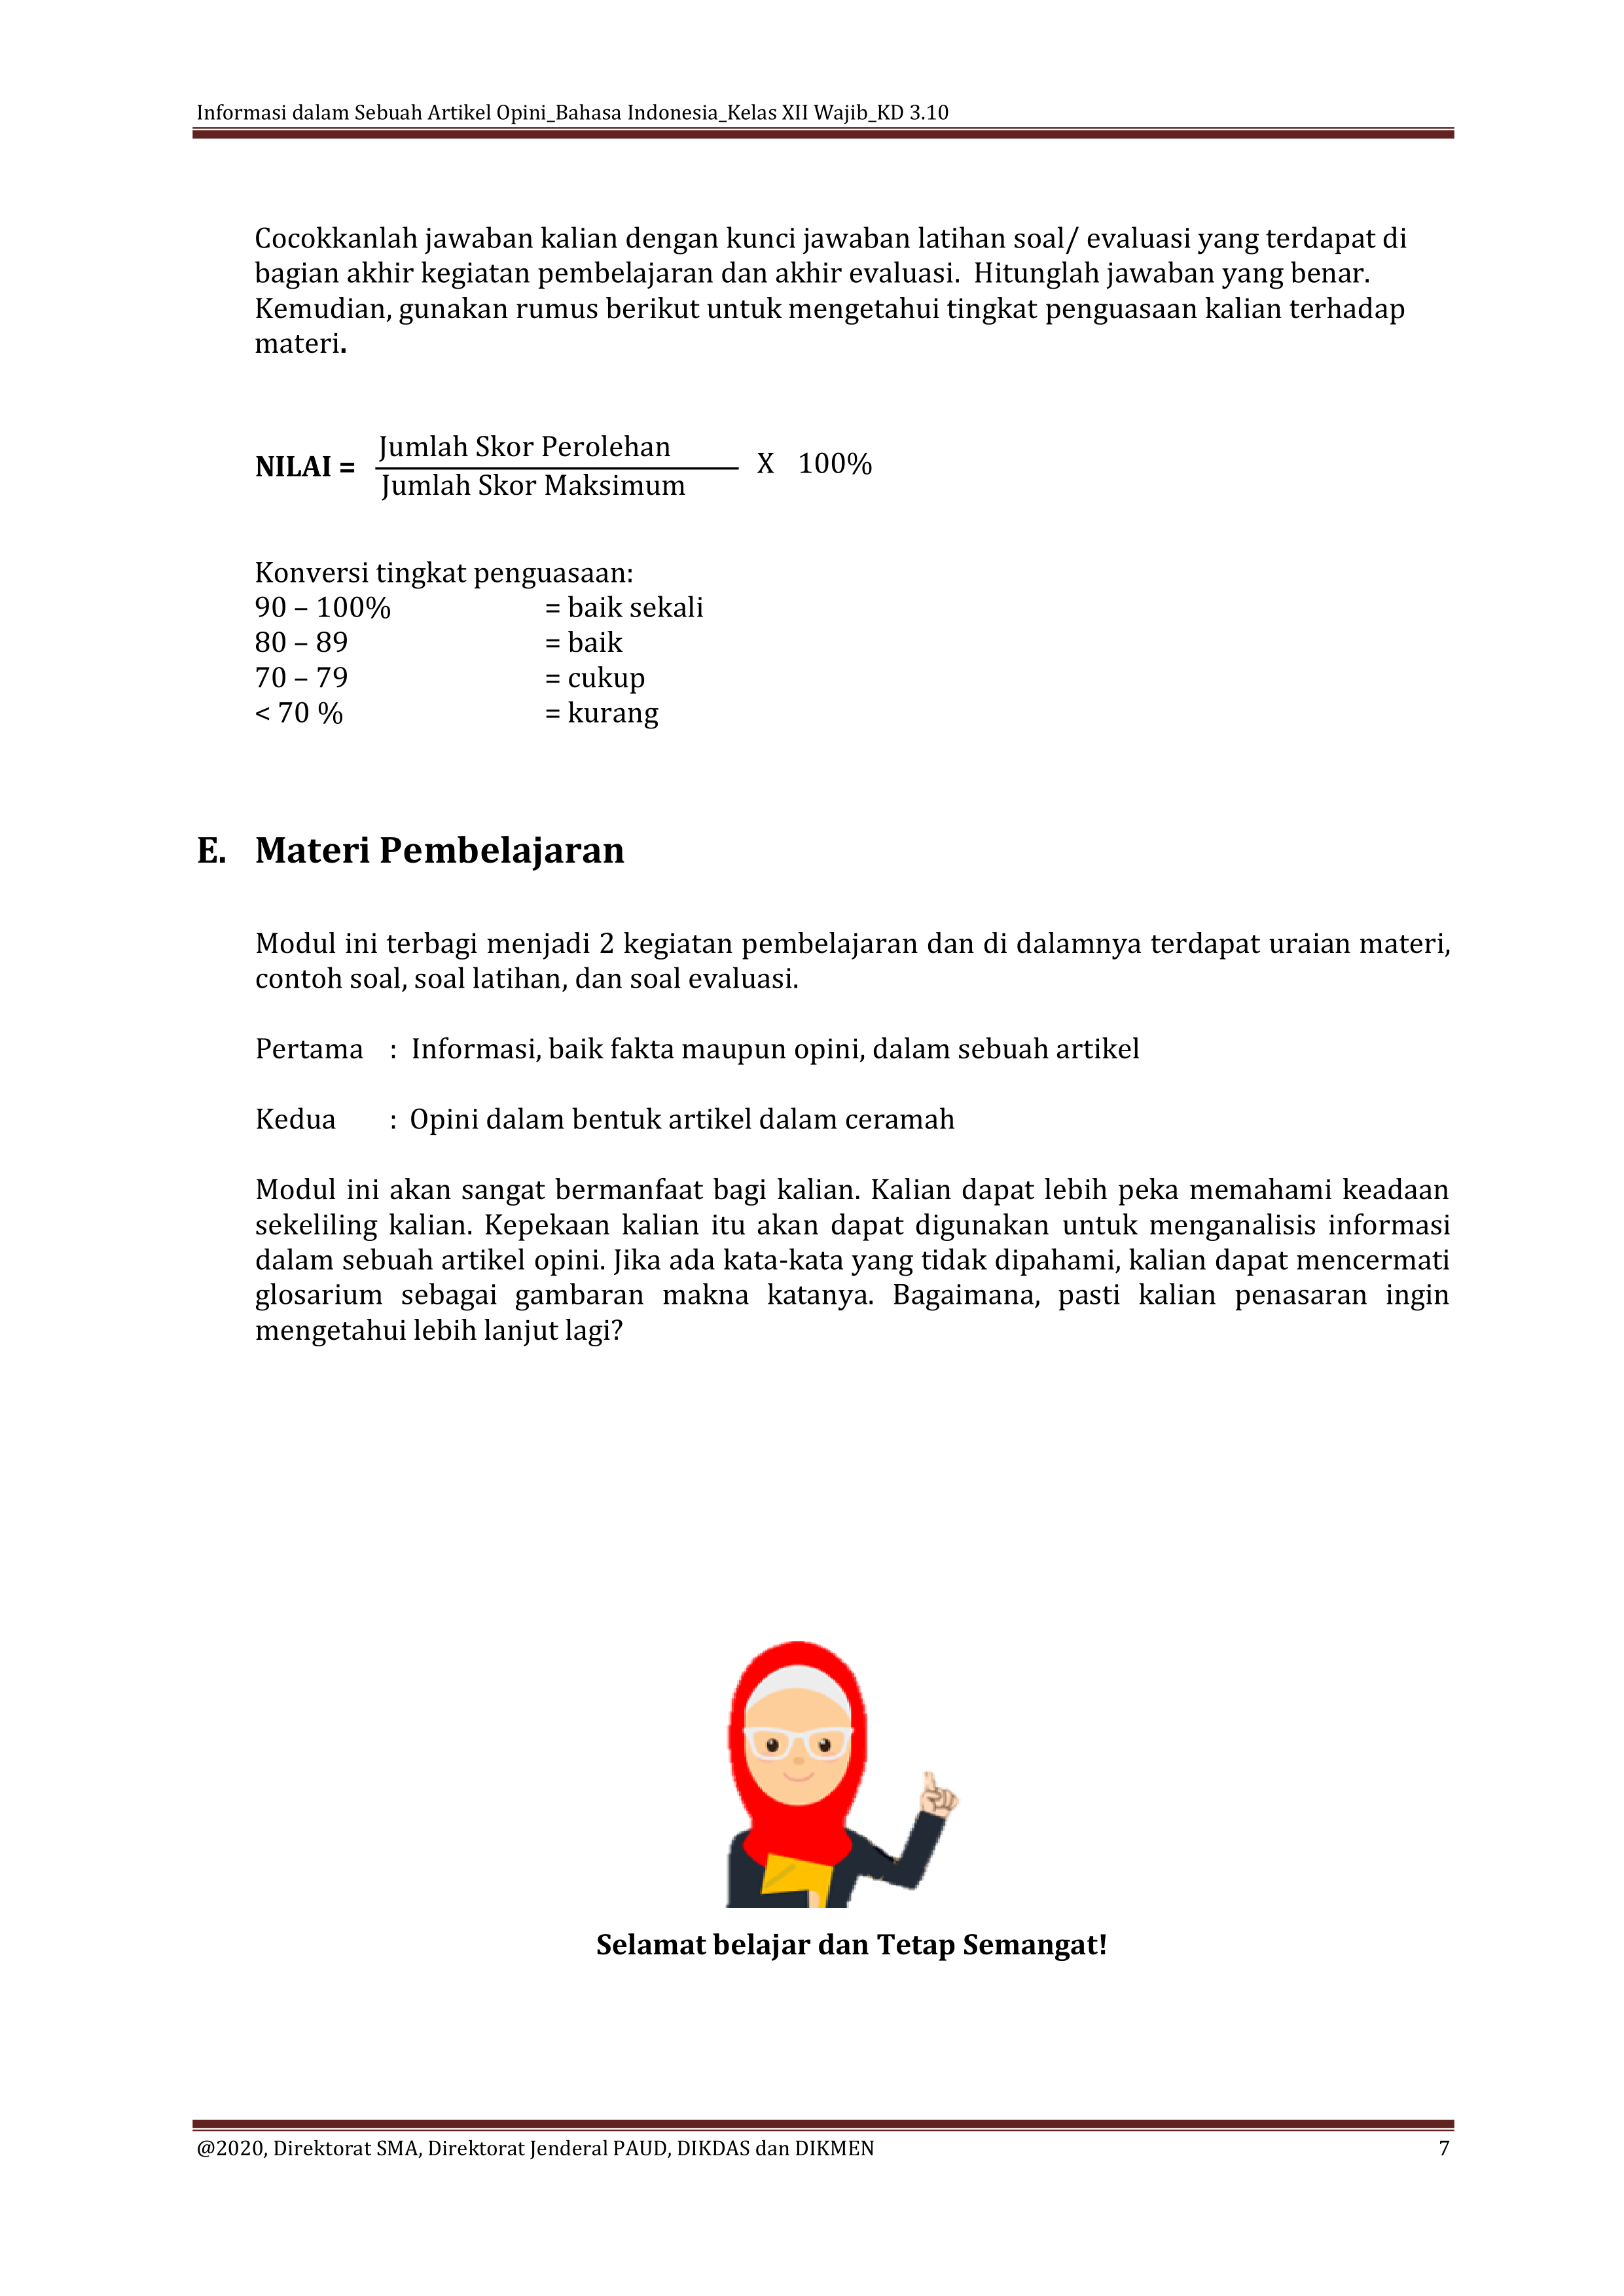 Informasi dalam Sebuah Artikel Opini_Bahasa Indonesia_Kelas XII Wajib_KD 3.10
Cocokkanlah jawaban kalian dengan kunci jawaban latihan soal/ evaluasi yang terdapat di
bagian akhir kegiatan pembelajaran dan akhir evaluasi.  Hitunglah jawaban yang benar.
Kemudian, gunakan rumus berikut untuk mengetahui tingkat penguasaan kalian terhadap
materi.
Jumlah Skor Perolehan
NILAI = X 100%
Jumlah Skor Maksimum
Konversi tingkat penguasaan:
90 – 100% = baik sekali
80 – 89 = baik
70 – 79 = cukup
< 70 % = kurang
E. Materi Pembelajaran
Modul ini terbagi menjadi 2 kegiatan pembelajaran dan di dalamnya terdapat uraian materi,
contoh soal, soal latihan, dan soal evaluasi.
Pertama : Informasi, baik fakta maupun opini, dalam sebuah artikel
Kedua : Opini dalam bentuk artikel dalam ceramah
Modul ini akan sangat bermanfaat bagi kalian. Kalian dapat lebih peka memahami keadaan
sekeliling kalian. Kepekaan kalian itu akan dapat digunakan untuk menganalisis informasi
dalam sebuah artikel opini. Jika ada kata-kata yang tidak dipahami, kalian dapat mencermati
glosarium sebagai gambaran makna katanya. Bagaimana, pasti kalian penasaran ingin
mengetahui lebih lanjut lagi?
Selamat belajar dan Tetap Semangat!
@2020, Direktorat SMA, Direktorat Jenderal PAUD, DIKDAS dan DIKMEN 7